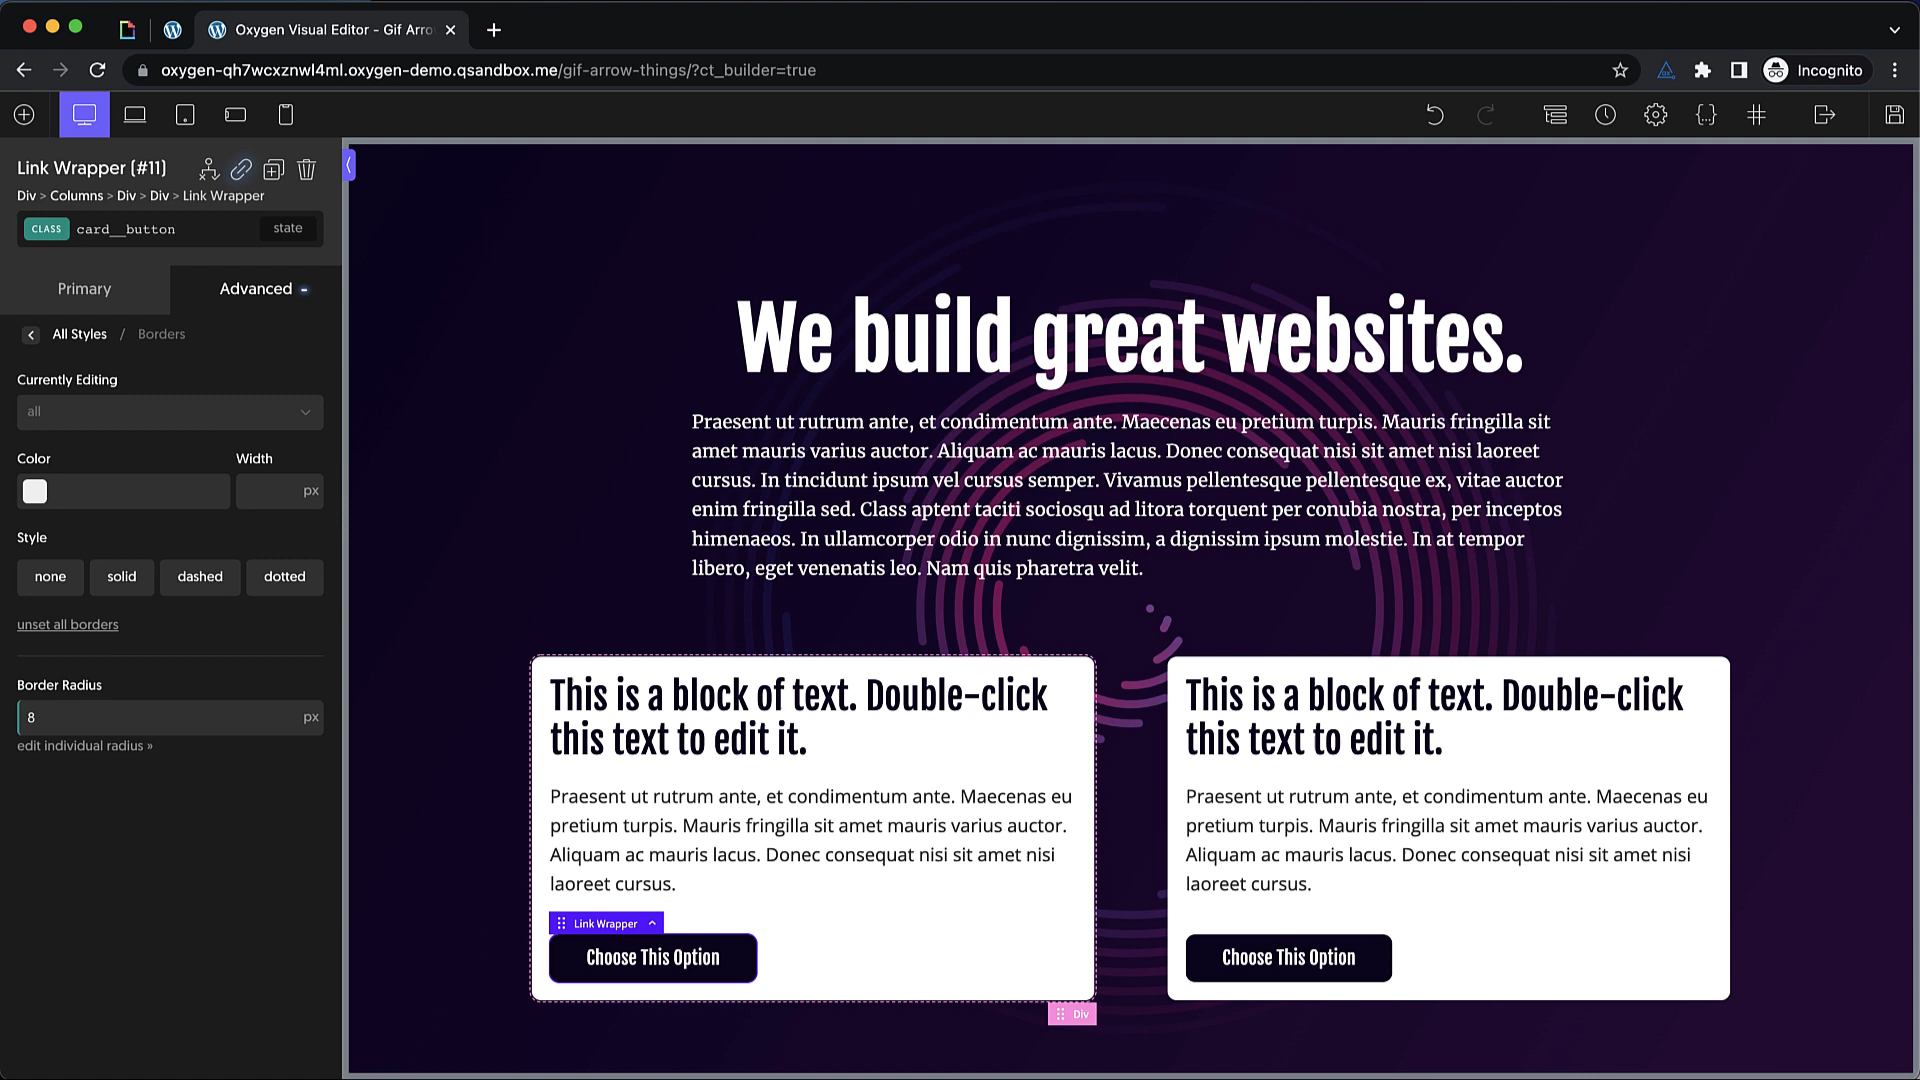 Oxygen Visual Editor - Gif Arro
oxygen-qh7wcxznwl4ml.oxygen-demo.qsandbox.me/gif-arrow-things/?ct_builder=true
Incognito
Link Wrapper (#11)
Div > Columns > Div > Div > Link Wrapper
CLASS card__button state
Primary Advanced
All Styles / Borders
Currently Editing
all
Color Width
px
Style
none solid dashed dotted
unset all borders
Border Radius
8 px
edit individual radius »
We build great websites.
Praesent ut rutrum ante, et condimentum ante. Maecenas eu pretium turpis. Mauris fringilla sit
amet mauris varius auctor. Aliquam ac mauris lacus. Donec consequat nisi sit amet nisi laoreet
cursus. In tincidunt ipsum vel cursus semper. Vivamus pellentesque pellentesque ex, vitae auctor
enim fringilla sed. Class aptent taciti sociosqu ad litora torquent per conubia nostra, per inceptos
himenaeos. In ullamcorper odio in nunc dignissim, a dignissim ipsum molestie. In at tempor
libero, eget venenatis leo. Nam quis pharetra velit.
This is a block of text. Double-click
this text to edit it.
Praesent ut rutrum ante, et condimentum ante. Maecenas eu
pretium turpis. Mauris fringilla sit amet mauris varius auctor.
Aliquam ac mauris lacus. Donec consequat nisi sit amet nisi
laoreet cursus.
Link Wrapper
Choose This Option
Div
This is a block of text. Double-click
this text to edit it.
Praesent ut rutrum ante, et condimentum ante. Maecenas eu
pretium turpis. Mauris fringilla sit amet mauris varius auctor.
Aliquam ac mauris lacus. Donec consequat nisi sit amet nisi
laoreet cursus.
Choose This Option